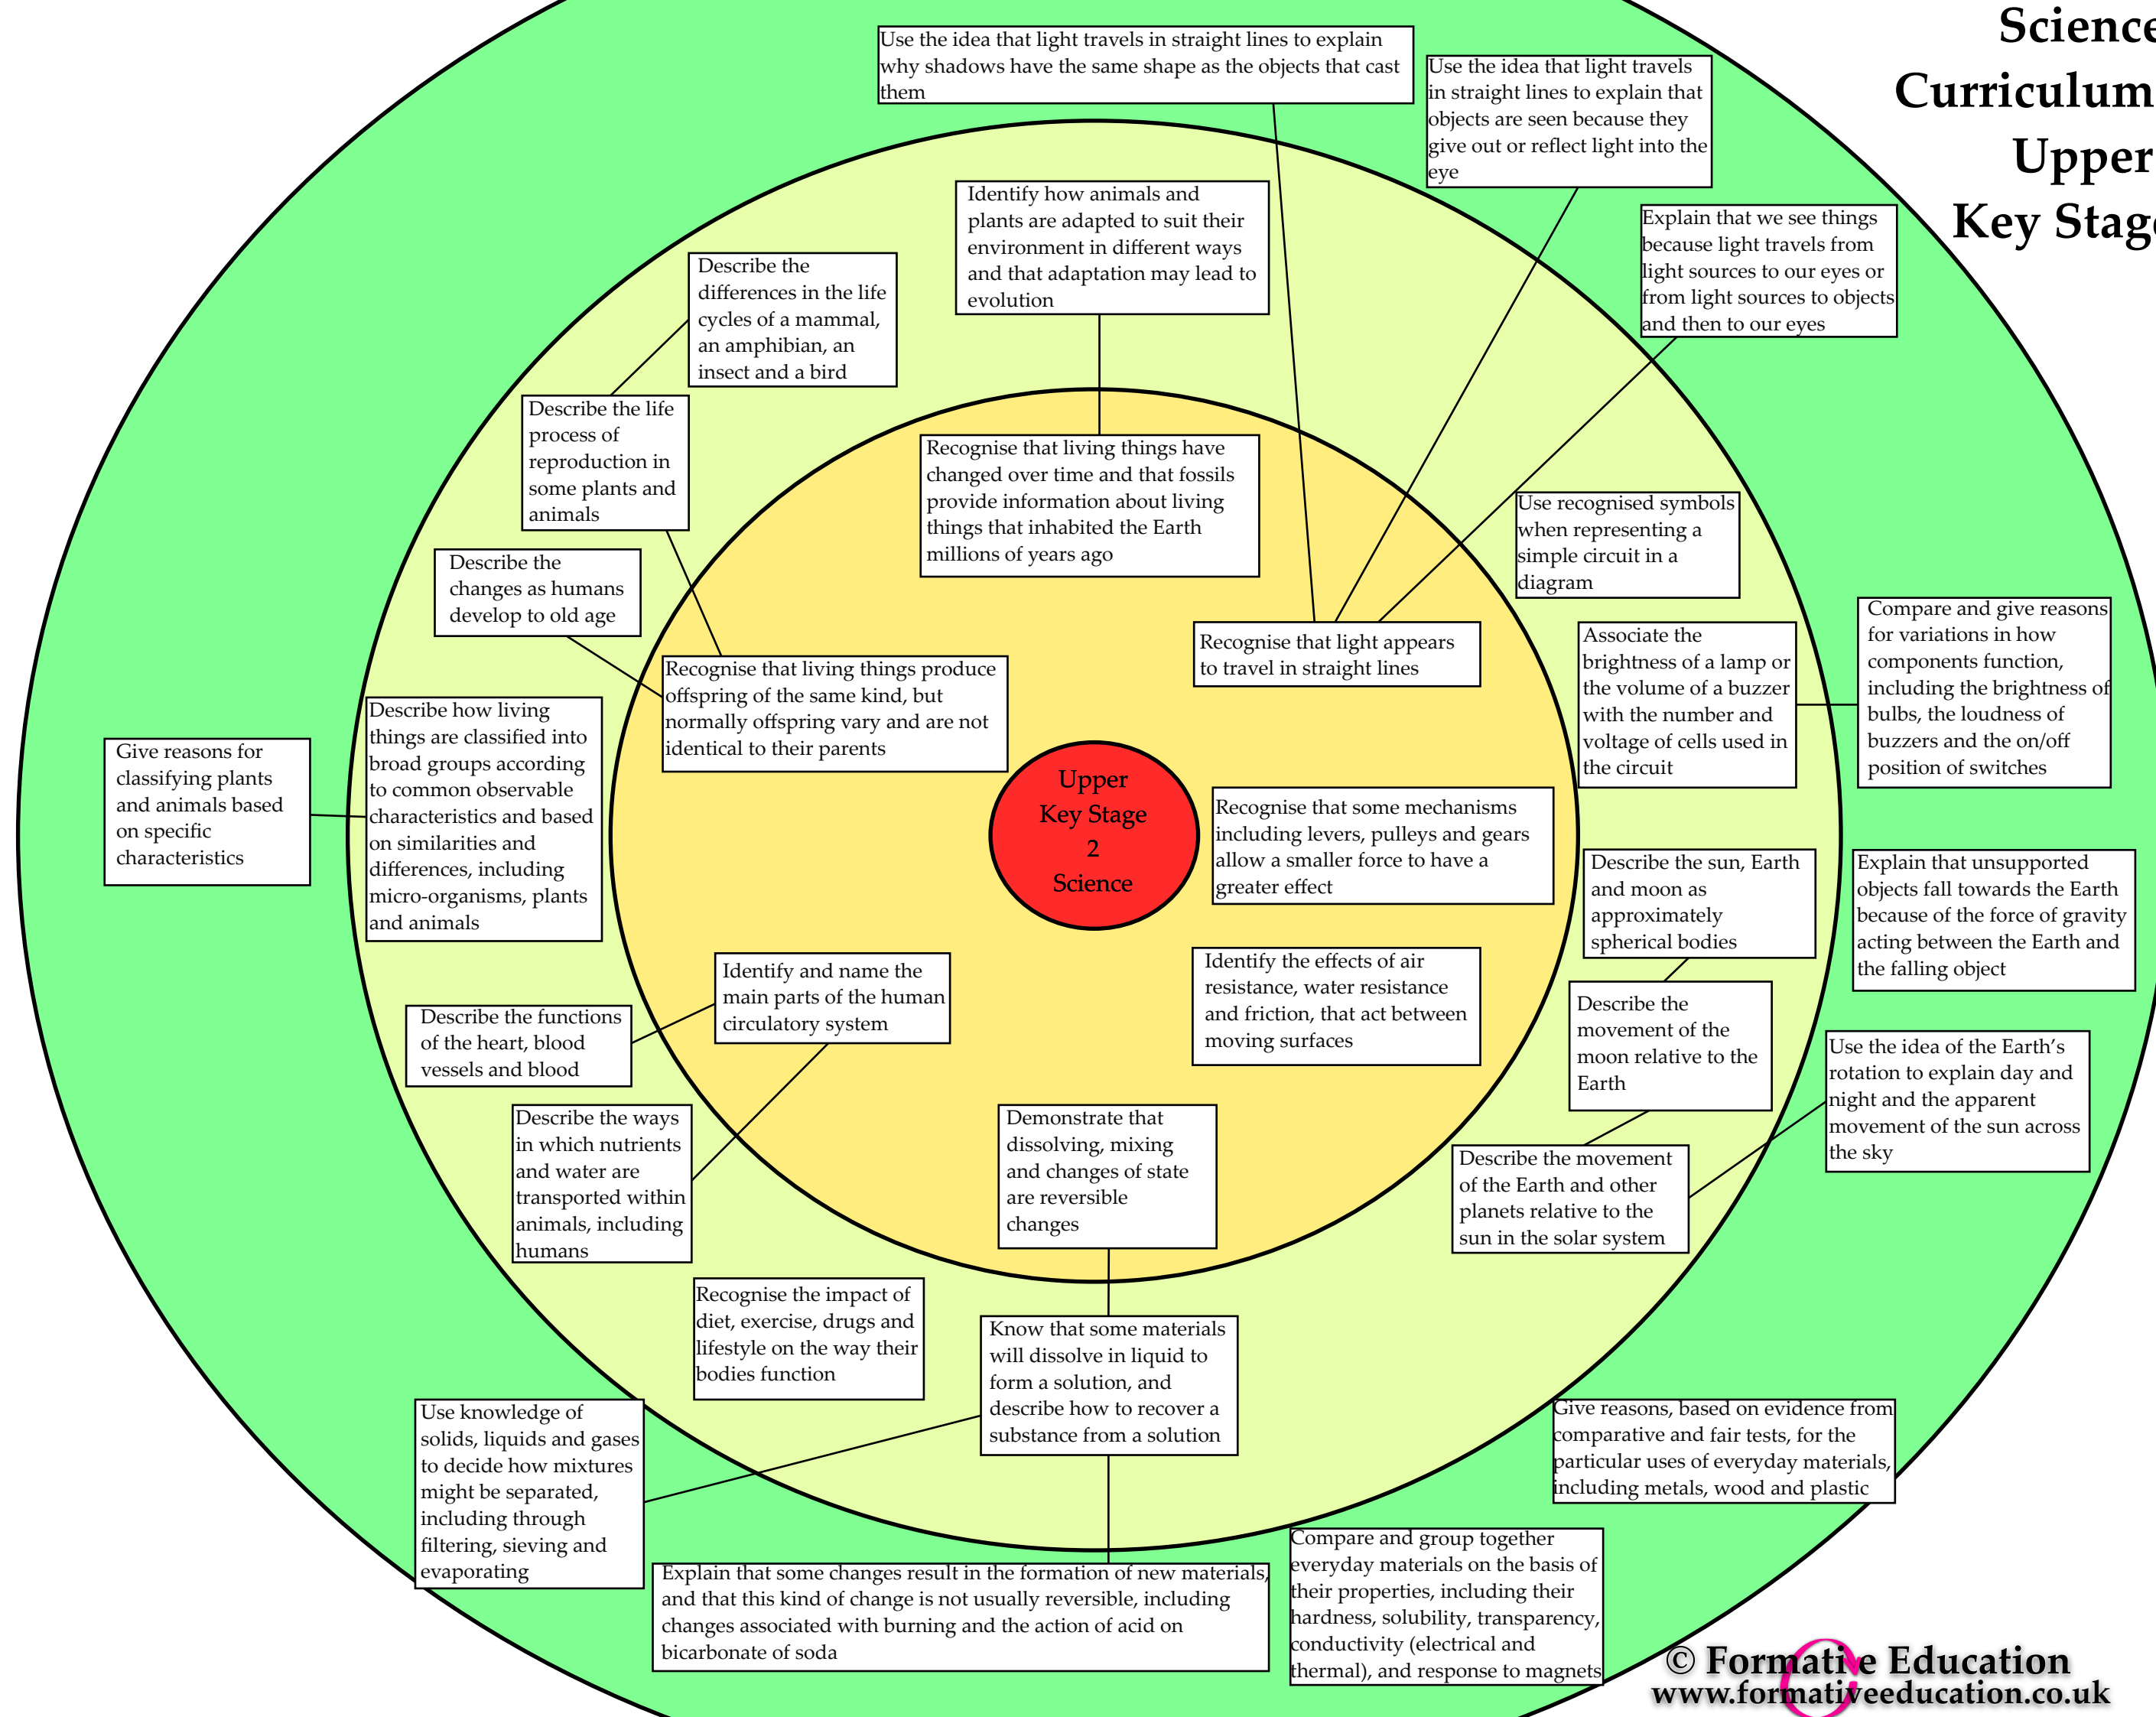 Science
Curriculum
Upper
Key Stage
Use the idea that light travels in straight lines to explain
why shadows have the same shape as the objects that cast
them
Use the idea that light travels
in straight lines to explain that
objects are seen because they
give out or reflect light into the
eye
Explain that we see things
because light travels from
light sources to our eyes or
from light sources to objects
and then to our eyes
Identify how animals and
plants are adapted to suit their
environment in different ways
and that adaptation may lead to
evolution
Describe the
differences in the life
cycles of a mammal,
an amphibian, an
insect and a bird
Describe the life
process of
reproduction in
some plants and
animals
Recognise that living things have
changed over time and that fossils
provide information about living
things that inhabited the Earth
millions of years ago
Use recognised symbols
when representing a
simple circuit in a
diagram
Describe the
changes as humans
develop to old age
Recognise that light appears
to travel in straight lines
Associate the
brightness of a lamp or
the volume of a buzzer
with the number and
voltage of cells used in
the circuit
Compare and give reasons
for variations in how
components function,
including the brightness of
bulbs, the loudness of
buzzers and the on/off
position of switches
Recognise that living things produce
offspring of the same kind, but
normally offspring vary and are not
identical to their parents
Describe how living
things are classified into
broad groups according
to common observable
characteristics and based
on similarities and
differences, including
micro-organisms, plants
and animals
Give reasons for
classifying plants
and animals based
on specific
characteristics
Upper
Key Stage
2
Science
Recognise that some mechanisms
including levers, pulleys and gears
allow a smaller force to have a
greater effect
Describe the sun, Earth
and moon as
approximately
spherical bodies
Explain that unsupported
objects fall towards the Earth
because of the force of gravity
acting between the Earth and
the falling object
Identify and name the
main parts of the human
circulatory system
Identify the effects of air
resistance, water resistance
and friction, that act between
moving surfaces
Describe the
movement of the
moon relative to the
Earth
Describe the functions
of the heart, blood
vessels and blood
Use the idea of the Earth's
rotation to explain day and
night and the apparent
movement of the sun across
the sky
Describe the ways
in which nutrients
and water are
transported within
animals, including
humans
Demonstrate that
dissolving, mixing
and changes of state
are reversible
changes
Describe the movement
of the Earth and other
planets relative to the
sun in the solar system
Recognise the impact of
diet, exercise, drugs and
lifestyle on the way their
bodies function
Know that some materials
will dissolve in liquid to
form a solution, and
describe how to recover a
substance from a solution
Use knowledge of
solids, liquids and gases
to decide how mixtures
might be separated,
including through
filtering, sieving and
evaporating
Give reasons, based on evidence from
comparative and fair tests, for the
particular uses of everyday materials,
including metals, wood and plastic
Explain that some changes result in the formation of new materials,
and that this kind of change is not usually reversible, including
changes associated with burning and the action of acid on
bicarbonate of soda
Compare and group together
everyday materials on the basis of
their properties, including their
hardness, solubility, transparency,
conductivity (electrical and
thermal), and response to magnets
© Formative Education
www.formativeeducation.co.uk